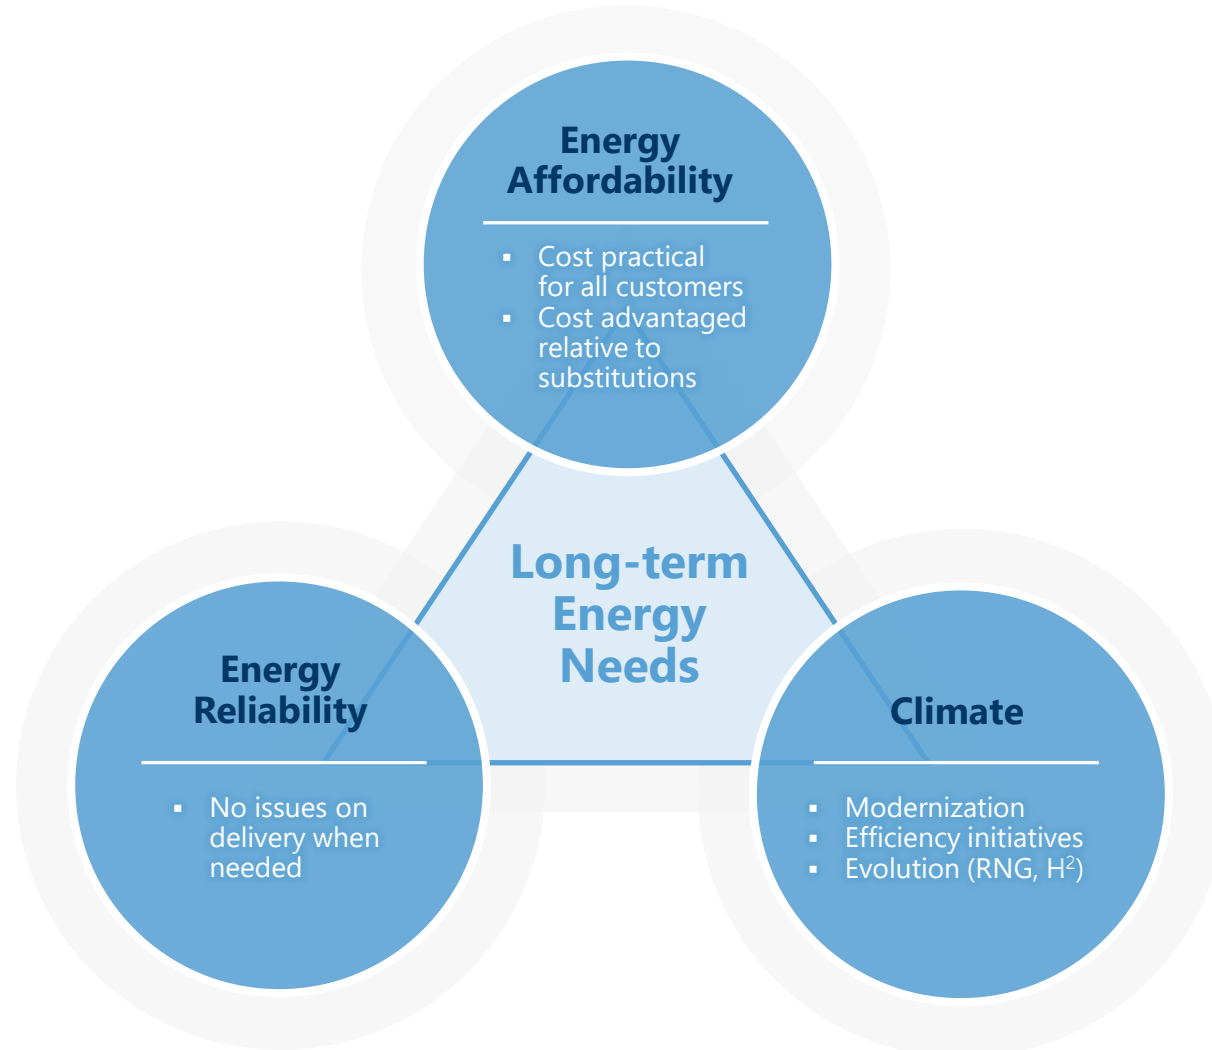 Energy
Affordability
▪ Cost practical
for all customers
▪ Cost advantaged
relative to
substitutions
Long-term
Energy
Needs
Energy
Reliability
▪ No issues on
delivery when
needed
Climate
▪ Modernization
▪ Efficiency initiatives
▪ Evolution (RNG, H²)